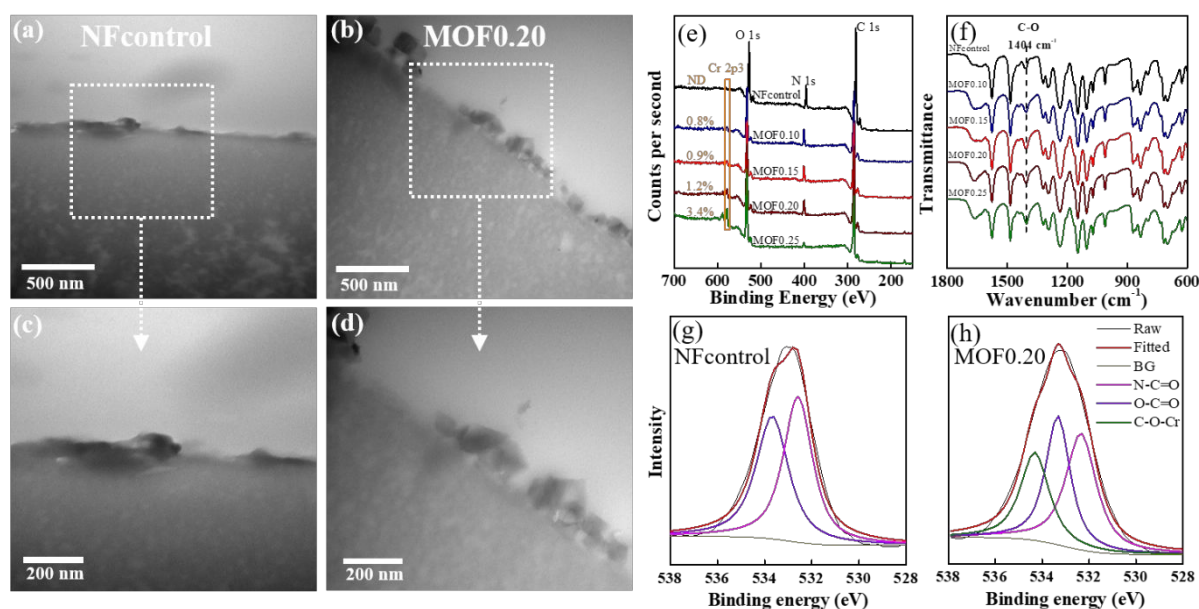 (a)
NFcontrol
500 nm
(b)
MOF0.20
500 nm
(c)
200 nm
(d)
200 nm
(e)
O 1s
C 1s
Cr 2p3
N 1s
ND
NFcontrol
0.8%
MOF0.10
0.9%
MOF0.15
1.2%
MOF0.20
3.4%
MOF0.25
Counts per second
700 600 500 400 300 200
Binding Energy (eV)
(f)
C-O
1404 cm⁻¹
NFcontrol
MOF0.10
MOF0.15
MOF0.20
MOF0.25
Transmittance
1800 1500 1200 900 600
Wavenumber (cm⁻¹)
(g)
NFcontrol
Intensity
538 536 534 532 530 528
Binding energy (eV)
(h)
MOF0.20
Raw
Fitted
BG
N-C=O
O-C=O
C-O-Cr
538 536 534 532 530 528
Binding energy (eV)